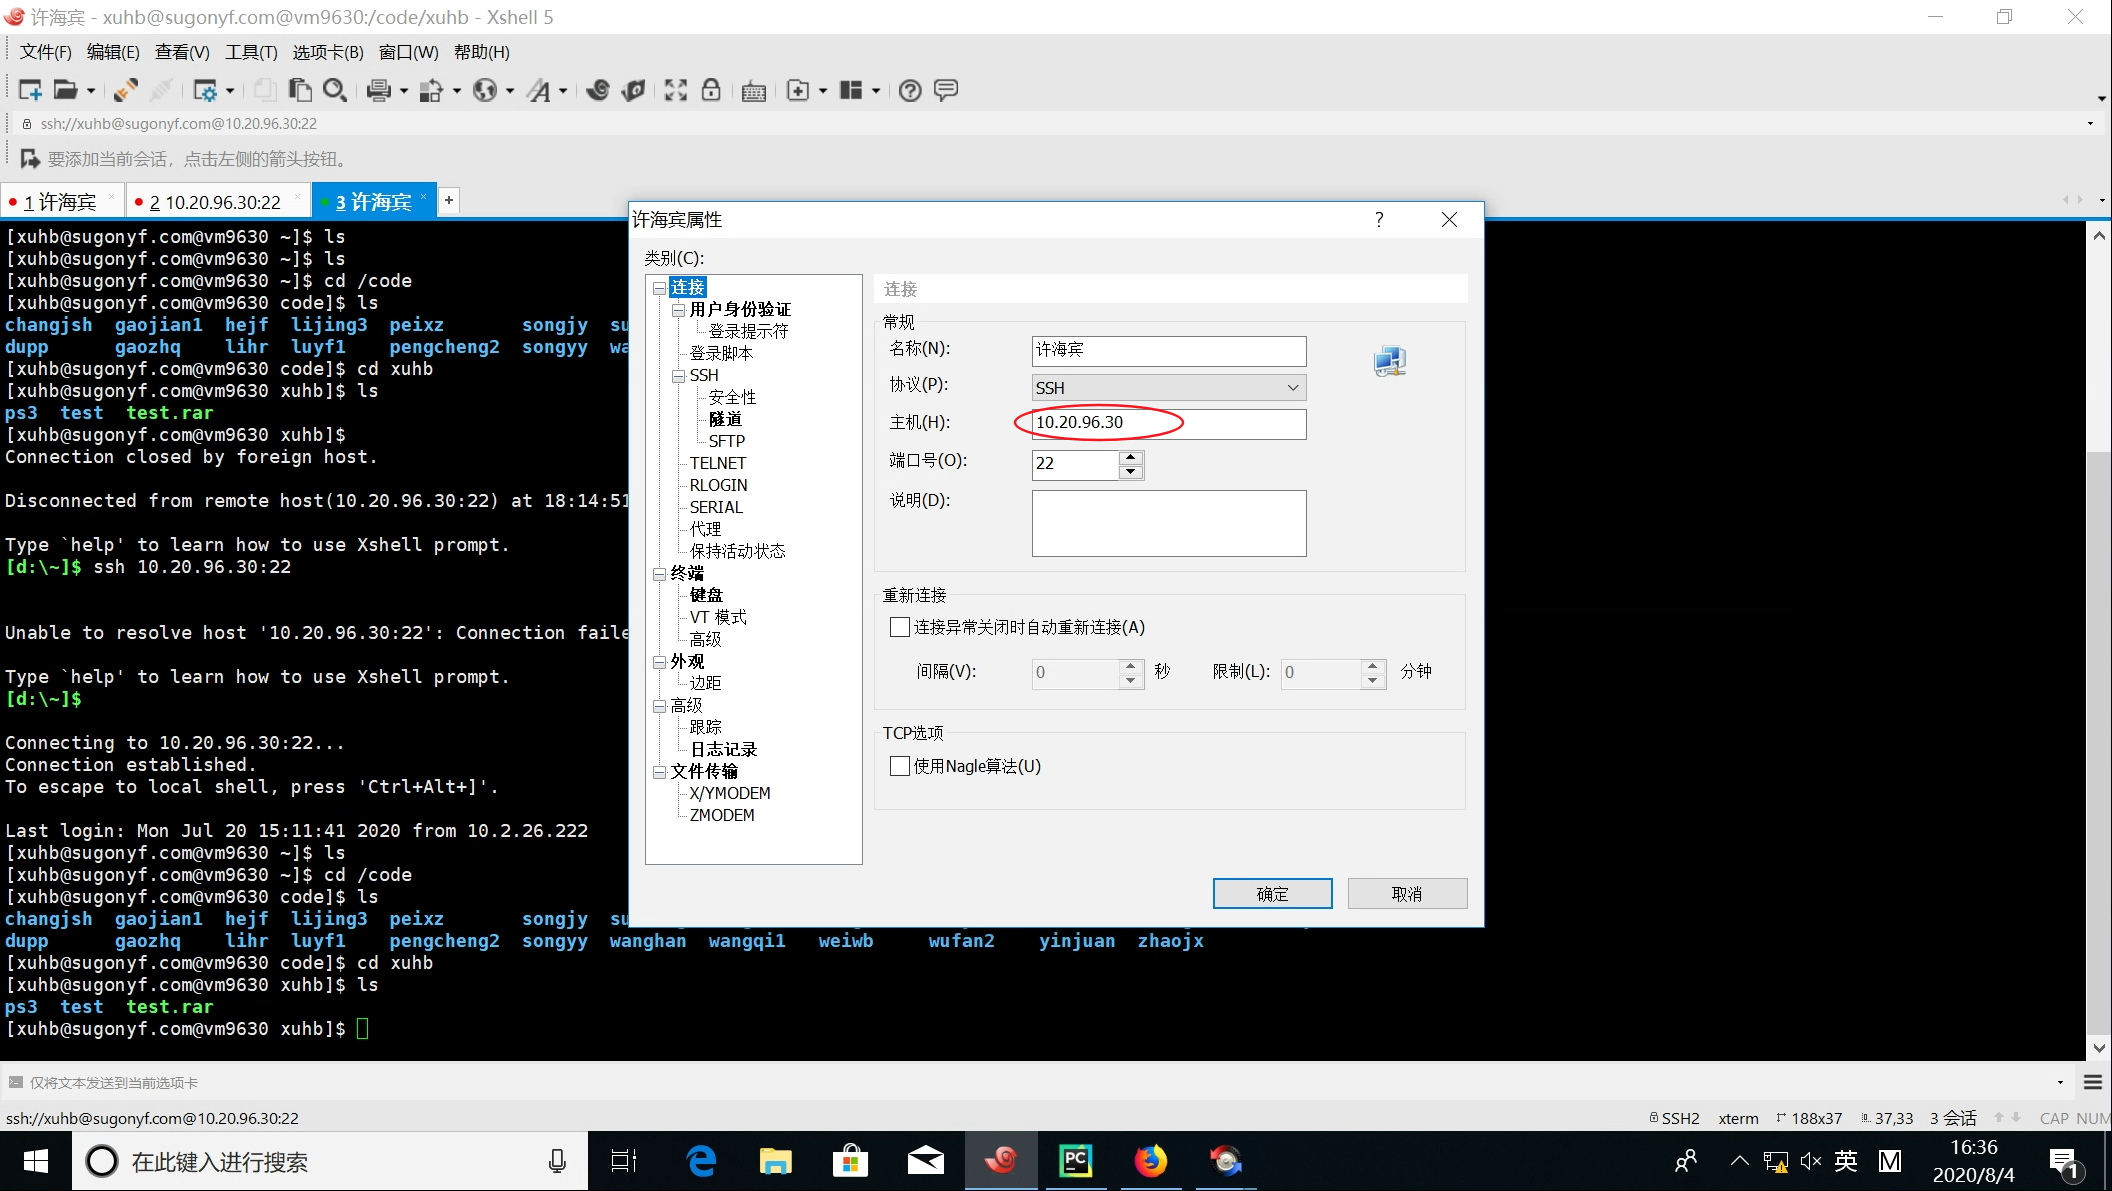 许海宾 - xuhb@sugonyf.com@vm9630:/code/xuhb - Xshell 5
文件(F) 编辑(E) 查看(V) 工具(T) 选项卡(B) 窗口(W) 帮助(H)
ssh://xuhb@sugonyf.com@10.20.96.30:22
要添加当前会话，点击左侧的箭头按钮。
1 许海宾 2 10.20.96.30:22 3 许海宾 +
[xuhb@sugonyf.com@vm9630 ~]$ ls
[xuhb@sugonyf.com@vm9630 ~]$ ls
[xuhb@sugonyf.com@vm9630 ~]$ cd /code
[xuhb@sugonyf.com@vm9630 code]$ ls
changjsh gaojian1 hejf lijing3 peixz songjy su
dupp gaozhq lihr luyf1 pengcheng2 songyy wa
[xuhb@sugonyf.com@vm9630 code]$ cd xuhb
[xuhb@sugonyf.com@vm9630 xuhb]$ ls
ps3 test test.rar
[xuhb@sugonyf.com@vm9630 xuhb]$
Connection closed by foreign host.
Disconnected from remote host(10.20.96.30:22) at 18:14:51
Type `help' to learn how to use Xshell prompt.
[d:\~]$ ssh 10.20.96.30:22
Unable to resolve host '10.20.96.30:22': Connection faile
Type `help' to learn how to use Xshell prompt.
[d:\~]$
Connecting to 10.20.96.30:22...
Connection established.
To escape to local shell, press 'Ctrl+Alt+]'.
Last login: Mon Jul 20 15:11:41 2020 from 10.2.26.222
[xuhb@sugonyf.com@vm9630 ~]$ ls
[xuhb@sugonyf.com@vm9630 ~]$ cd /code
[xuhb@sugonyf.com@vm9630 code]$ ls
changjsh gaojian1 hejf lijing3 peixz songjy su
dupp gaozhq lihr luyf1 pengcheng2 songyy wanghan wangqi1 weiwb wufan2 yinjuan zhaojx
[xuhb@sugonyf.com@vm9630 code]$ cd xuhb
[xuhb@sugonyf.com@vm9630 xuhb]$ ls
ps3 test test.rar
[xuhb@sugonyf.com@vm9630 xuhb]$
许海宾属性 ?
类别(C):
连接
用户身份验证
登录提示符
登录脚本
SSH
安全性
隧道
SFTP
TELNET
RLOGIN
SERIAL
代理
保持活动状态
终端
键盘
VT 模式
高级
外观
边距
高级
跟踪
日志记录
文件传输
X/YMODEM
ZMODEM
连接
常规
名称(N): 许海宾
协议(P): SSH
主机(H): 10.20.96.30
端口号(O): 22
说明(D):
重新连接
连接异常关闭时自动重新连接(A)
间隔(V): 0 秒 限制(L): 0 分钟
TCP选项
使用Nagle算法(U)
确定 取消
仅将文本发送到当前选项卡
ssh://xuhb@sugonyf.com@10.20.96.30:22 SSH2 xterm 188x37 37,33 3 会话 CAP NUM
在此键入进行搜索 PC 英 M 16:36
2020/8/4 1